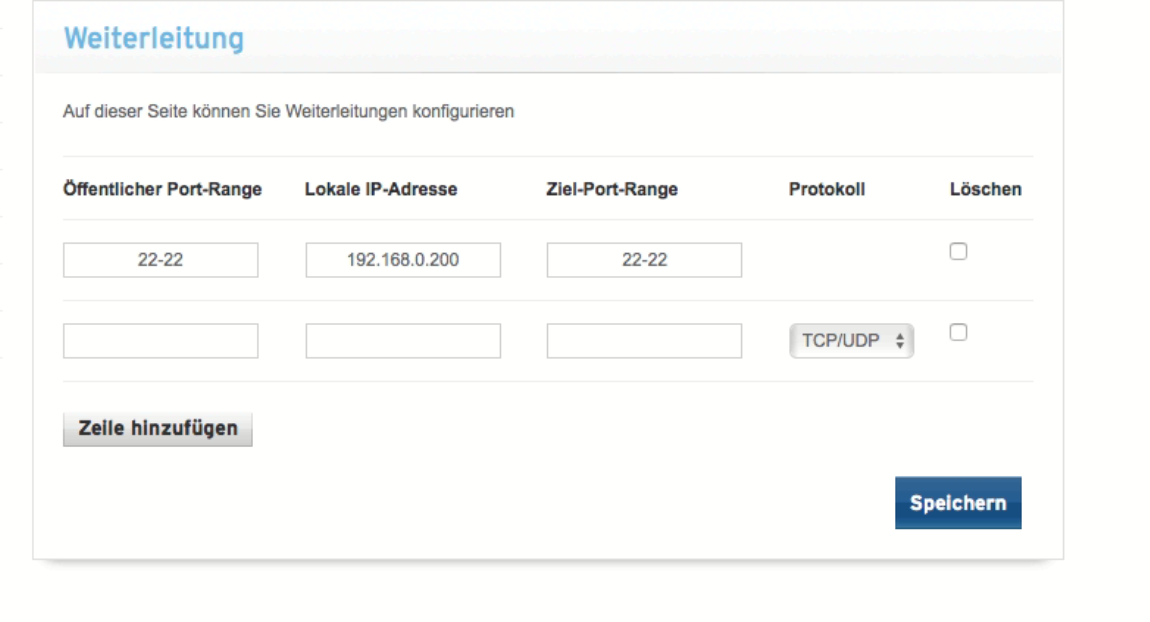 Weiterleitung
Auf dieser Seite können Sie Weiterleitungen konfigurieren
Öffentlicher Port-Range Lokale IP-Adresse Ziel-Port-Range Protokoll Löschen
22-22 192.168.0.200 22-22
TCP/UDP
Zeile hinzufügen
Speichern